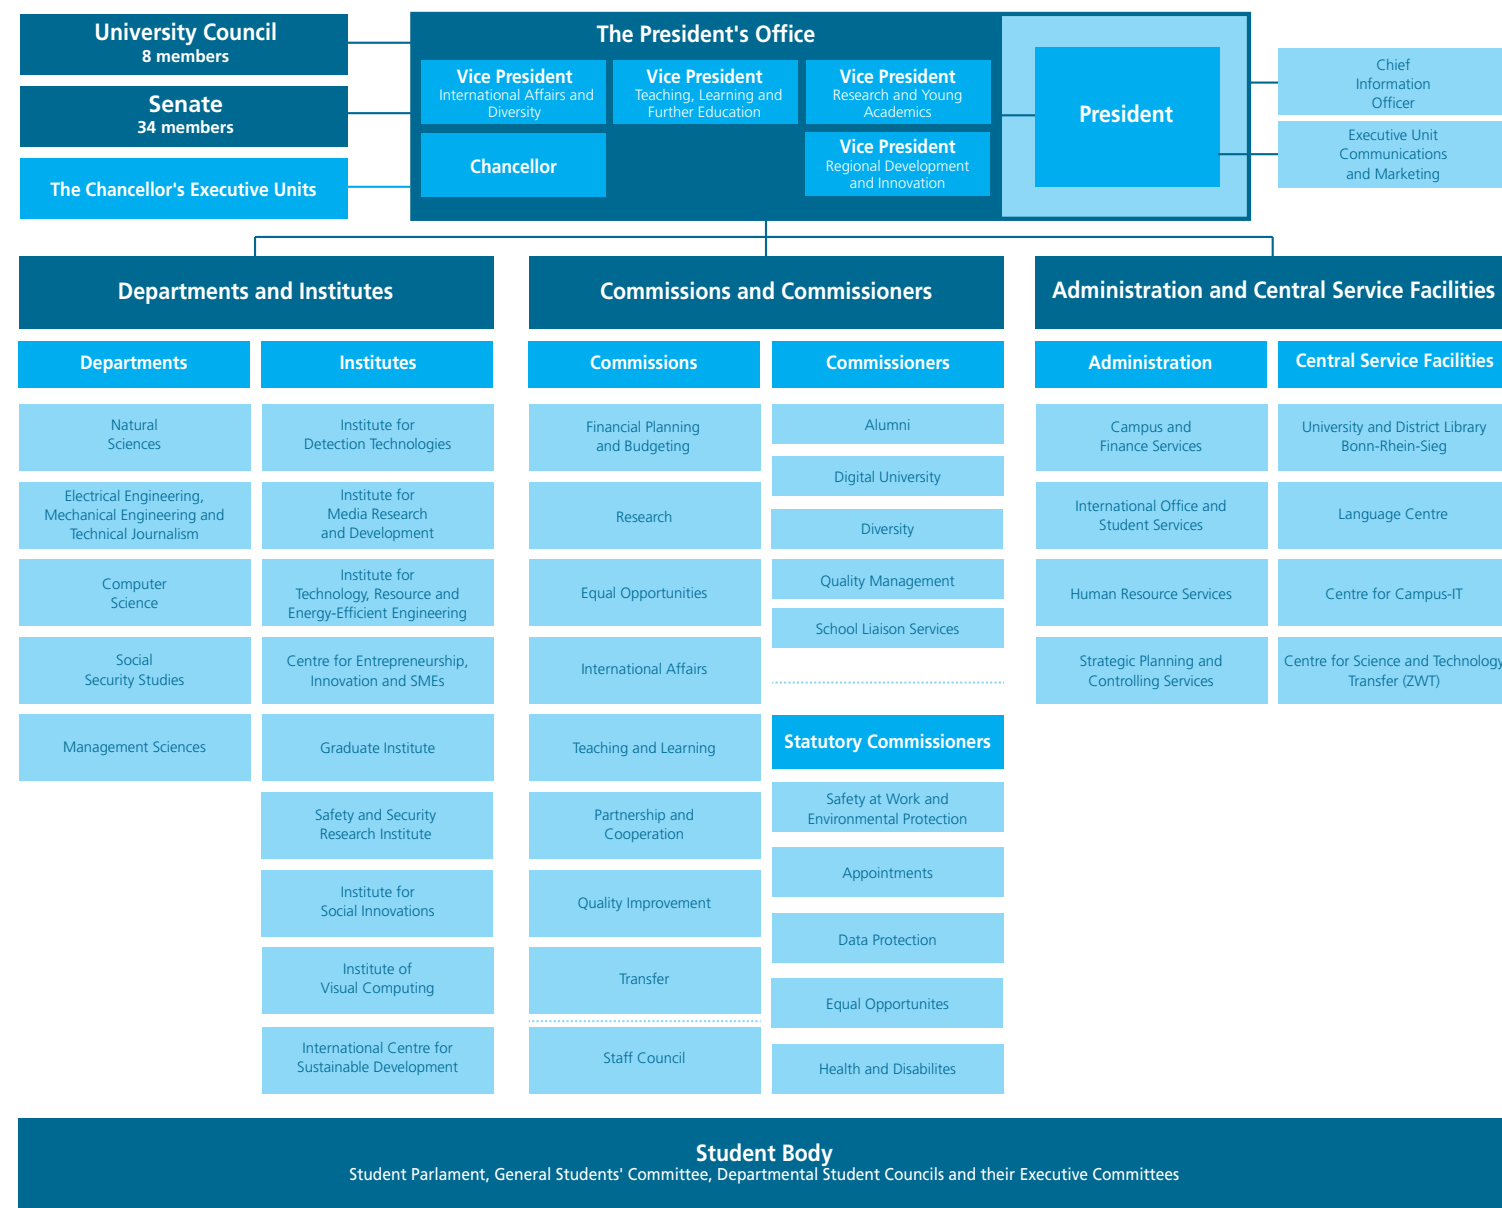 University Council
8 members
Senate
34 members
The Chancellor's Executive Units
The President's Office
Vice President
International Affairs and
Diversity
Vice President
Teaching, Learning and
Further Education
Vice President
Research and Young
Academics
Chancellor
Vice President
Regional Development
and Innovation
President
Chief
Information
Officer
Executive Unit
Communications
and Marketing
Departments and Institutes
Departments
Natural
Sciences
Electrical Engineering,
Mechanical Engineering and
Technical Journalism
Computer
Science
Social
Security Studies
Management Sciences
Institutes
Institute for
Detection Technologies
Institute for
Media Research
and Development
Institute for
Technology, Resource and
Energy-Efficient Engineering
Centre for Entrepreneurship,
Innovation and SMEs
Graduate Institute
Safety and Security
Research Institute
Institute for
Social Innovations
Institute of
Visual Computing
International Centre for
Sustainable Development
Commissions and Commissioners
Commissions
Financial Planning
and Budgeting
Research
Equal Opportunities
International Affairs
Teaching and Learning
Partnership and
Cooperation
Quality Improvement
Transfer
Staff Council
Commissioners
Alumni
Digital University
Diversity
Quality Management
School Liaison Services
Statutory Commissioners
Safety at Work and
Environmental Protection
Appointments
Data Protection
Equal Opportunites
Health and Disabilites
Administration and Central Service Facilities
Administration
Campus and
Finance Services
International Office and
Student Services
Human Resource Services
Strategic Planning and
Controlling Services
Central Service Facilities
University and District Library
Bonn-Rhein-Sieg
Language Centre
Centre for Campus-IT
Centre for Science and Technology
Transfer (ZWT)
Student Body
Student Parlament, General Students' Committee, Departmental Student Councils and their Executive Committees